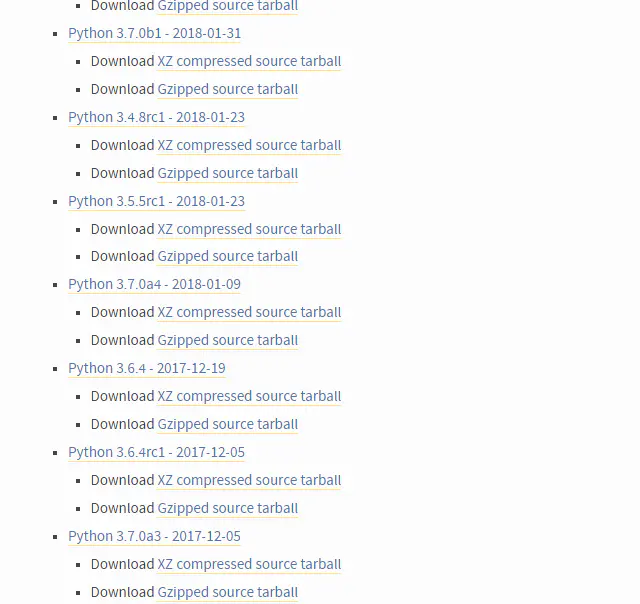 Download Gzipped source tarball
Python 3.7.0b1 - 2018-01-31
Download XZ compressed source tarball
Download Gzipped source tarball
Python 3.4.8rc1 - 2018-01-23
Download XZ compressed source tarball
Download Gzipped source tarball
Python 3.5.5rc1 - 2018-01-23
Download XZ compressed source tarball
Download Gzipped source tarball
Python 3.7.0a4 - 2018-01-09
Download XZ compressed source tarball
Download Gzipped source tarball
Python 3.6.4 - 2017-12-19
Download XZ compressed source tarball
Download Gzipped source tarball
Python 3.6.4rc1 - 2017-12-05
Download XZ compressed source tarball
Download Gzipped source tarball
Python 3.7.0a3 - 2017-12-05
Download XZ compressed source tarball
Download Gzipped source tarball